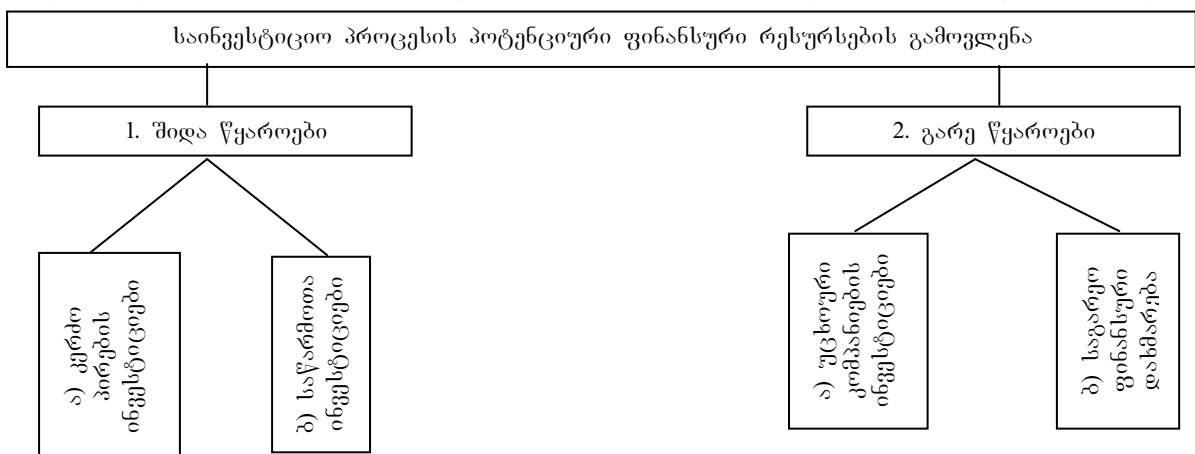 საინვესტიციო პროცესის პოტენციური ფინანსური რესურსების გამოვლენა
1. შიდა წყაროები
2. გარე წყაროები
ა) კერძო
პირების
ინვესტიციები
ბ) საწარმოთა
ინვესტიციები
ა) უცხოური
კომპანიების
ინვესტიციები
ბ) საგარეო
ფინანსური
დახმარება